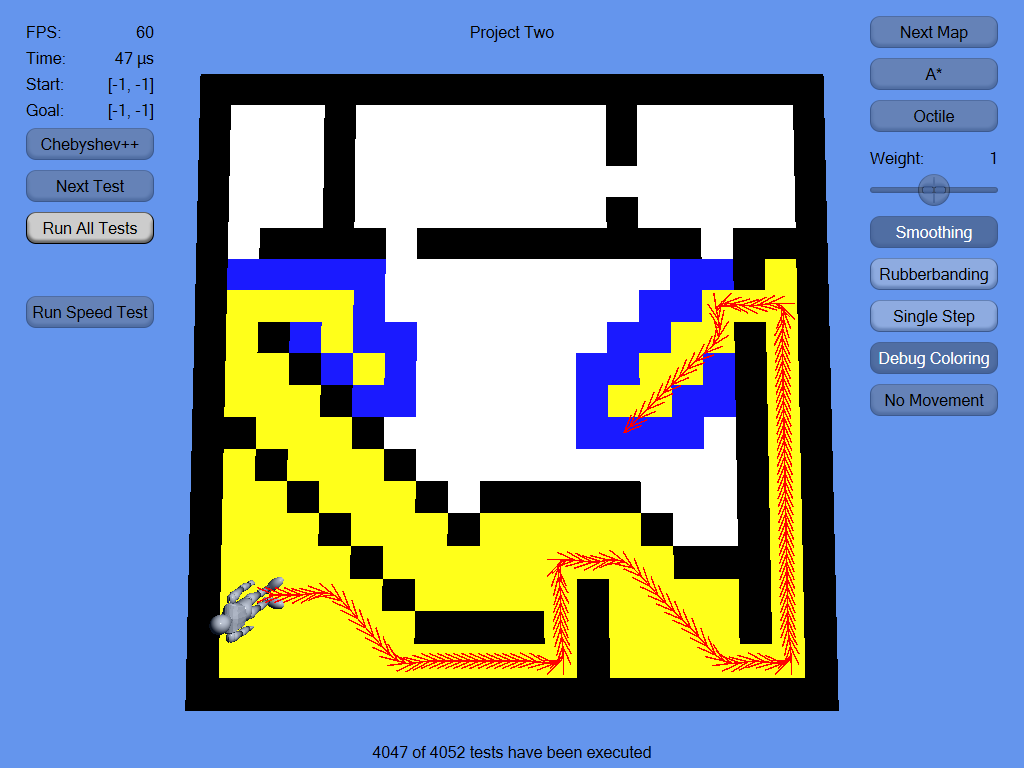 FPS: 60
Time: 47 µs
Start: [-1, -1]
Goal: [-1, -1]
Chebyshev++
Next Test
Run All Tests
Run Speed Test
Project Two
Next Map
A*
Octile
Weight: 1
Smoothing
Rubberbanding
Single Step
Debug Coloring
No Movement
4047 of 4052 tests have been executed